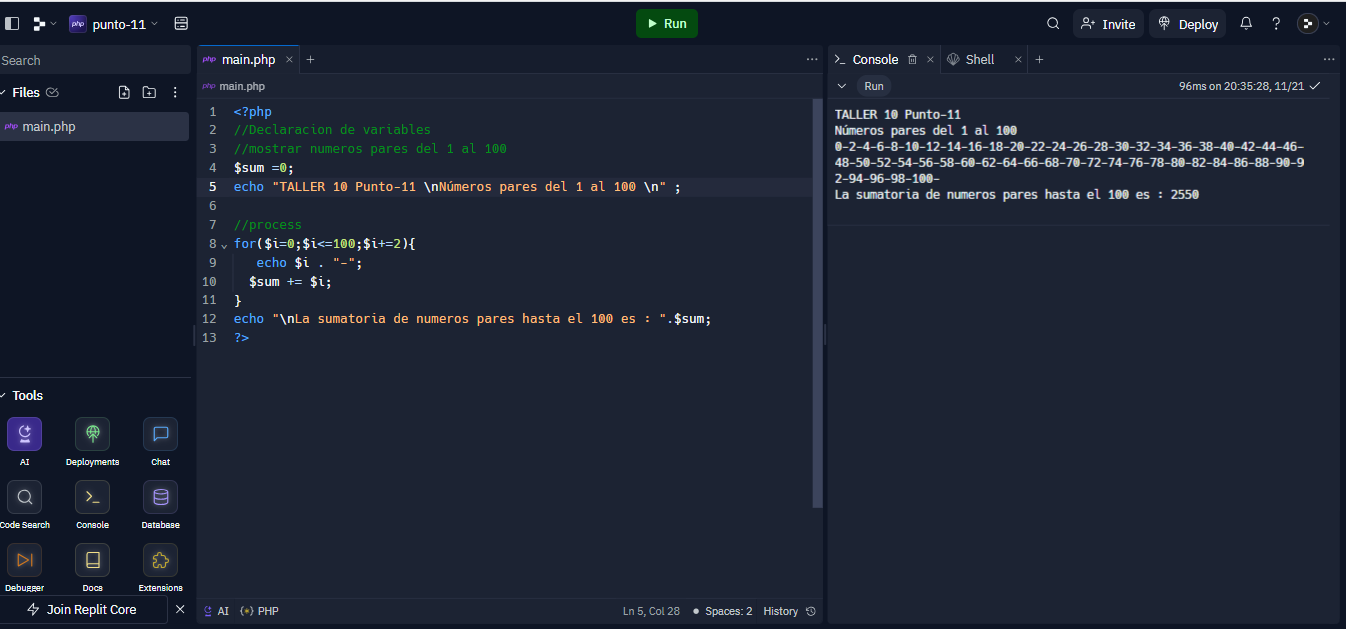 php punto-11
Run
Invite
Deploy
Search
Files
php main.php
php main.php
php main.php
1 <?php
2 //Declaracion de variables
3 //mostrar numeros pares del 1 al 100
4 $sum =0;
5 echo "TALLER 10 Punto-11 \nNúmeros pares del 1 al 100 \n" ;
6
7 //process
8 for($i=0;$i<=100;$i+=2){
9 echo $i . "-";
10 $sum += $i;
11 }
12 echo "\nLa sumatoria de numeros pares hasta el 100 es : ".$sum;
13 ?>
Console
Shell
Run
96ms on 20:35:28, 11/21
TALLER 10 Punto-11
Números pares del 1 al 100
0-2-4-6-8-10-12-14-16-18-20-22-24-26-28-30-32-34-36-38-40-42-44-46-
48-50-52-54-56-58-60-62-64-66-68-70-72-74-76-78-80-82-84-86-88-90-9
2-94-96-98-100-
La sumatoria de numeros pares hasta el 100 es : 2550
Tools
AI
Deployments
Chat
Code Search
Console
Database
Debugger
Docs
Extensions
Join Replit Core
AI
PHP
Ln 5, Col 28
Spaces: 2
History